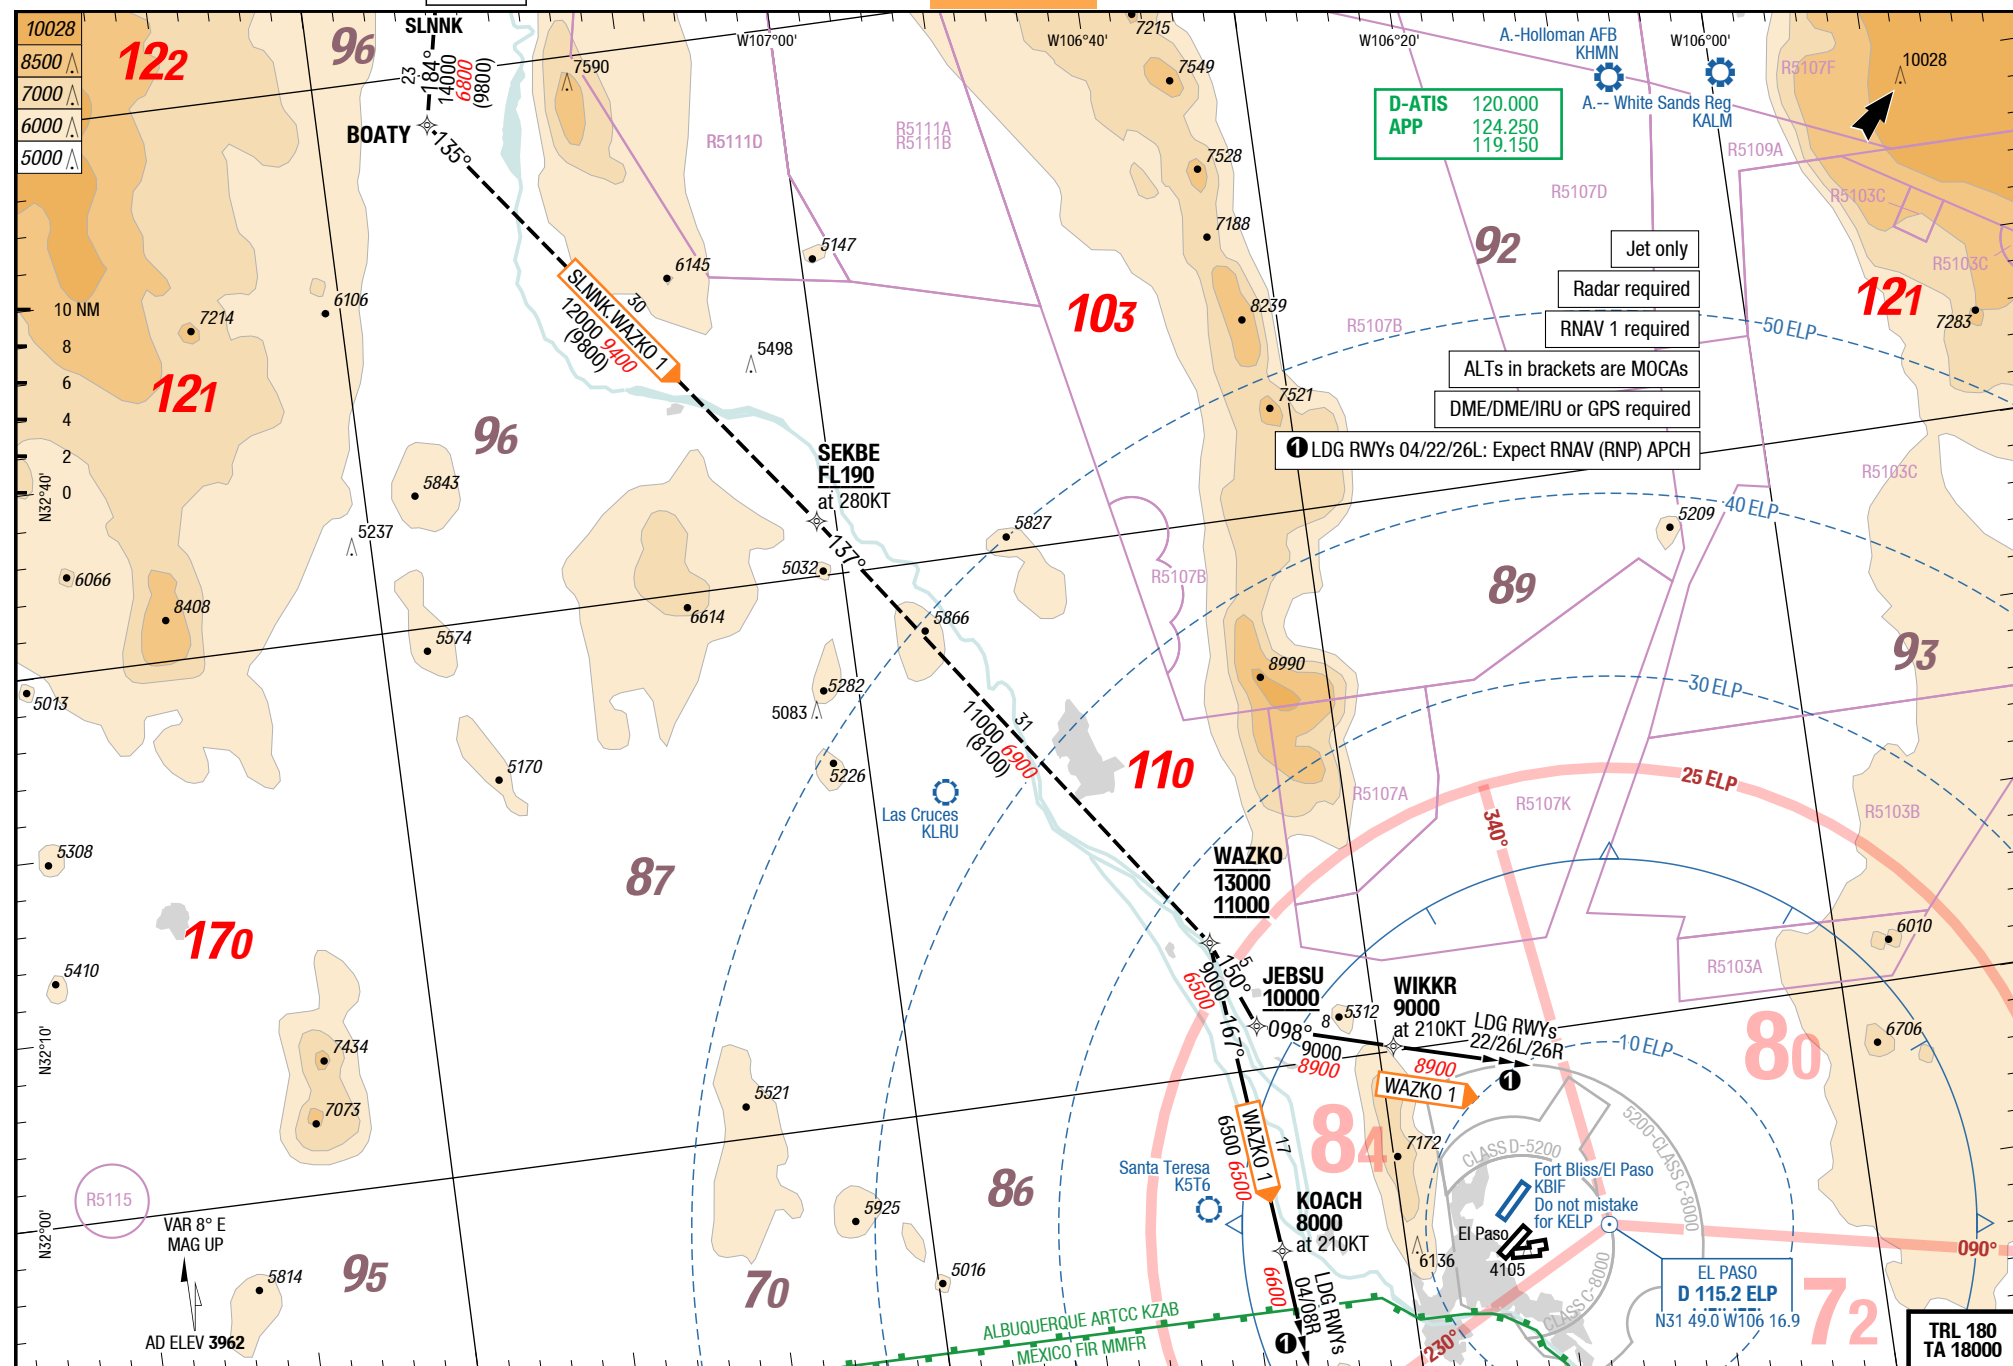 10028
8500
7000
6000
5000
122
96
SLNNK
23
184°
14000
6800
(9800)
BOATY
135°
7590
W107°00'
W106°40'
7215
7549
W106°20'
A.-Holloman AFB
KHMN
W106°00'
A.-- White Sands Reg
KALM
R5107F
10028
R5111D
R5111A
R5111B
D-ATIS 120.000
APP 124.250
119.150
7528
7188
R5107D
R5109A
R5103C
R5103C
92
Jet only
Radar required
RNAV 1 required
ALTs in brackets are MOCAs
DME/DME/IRU or GPS required
1 LDG RWYs 04/22/26L: Expect RNAV (RNP) APCH
5147
6145
6106
7214
10 NM
8
6
4
2
0
N32°40'
121
SLNNK.WAZKO 1
30
12000 9400
(9800)
5498
103
8239
R5107B
50 ELP
121
7283
7521
96
5843
5237
SEKBE
FL190
at 280KT
137°
5827
R5107B
40 ELP
5209
R5103C
6066
8408
5574
6614
5032
5866
89
93
5013
5282
5083
5226
5170
31
11000 6900
(8100)
8990
30 ELP
110
Las Cruces
KLRU
R5107A
R5107K
25 ELP
R5103B
340°
5308
87
WAZKO
13000
11000
170
5410
6010
R5103A
5
150°
9000
6500
167°
JEBSU
10000
098°
8
9000
8900
5312
WIKKR
9000
at 210KT
LDG RWYs
22/26L/26R
8900
1
WAZKO 1
10 ELP
80
6706
N32°10'
7434
7073
5521
WAZKO 1
17
6500 6500
84
7172
CLASS D-5200
5200-CLASS C-8000
Santa Teresa
K5T6
Fort Bliss/El Paso
KBIF
Do not mistake
for KELP
El Paso
4105
6136
R5115
86
5925
KOACH
8000
at 210KT
N32°00'
VAR 8° E
MAG UP
AD ELEV 3962
5814
95
70
5016
6600
LDG RWYs
04/08R
1
ALBUQUERQUE ARTCC KZAB
MEXICO FIR MMFR
CLASS C-8000
230°
090°
EL PASO
D 115.2 ELP
N31 49.0 W106 16.9
72
TRL 180
TA 18000